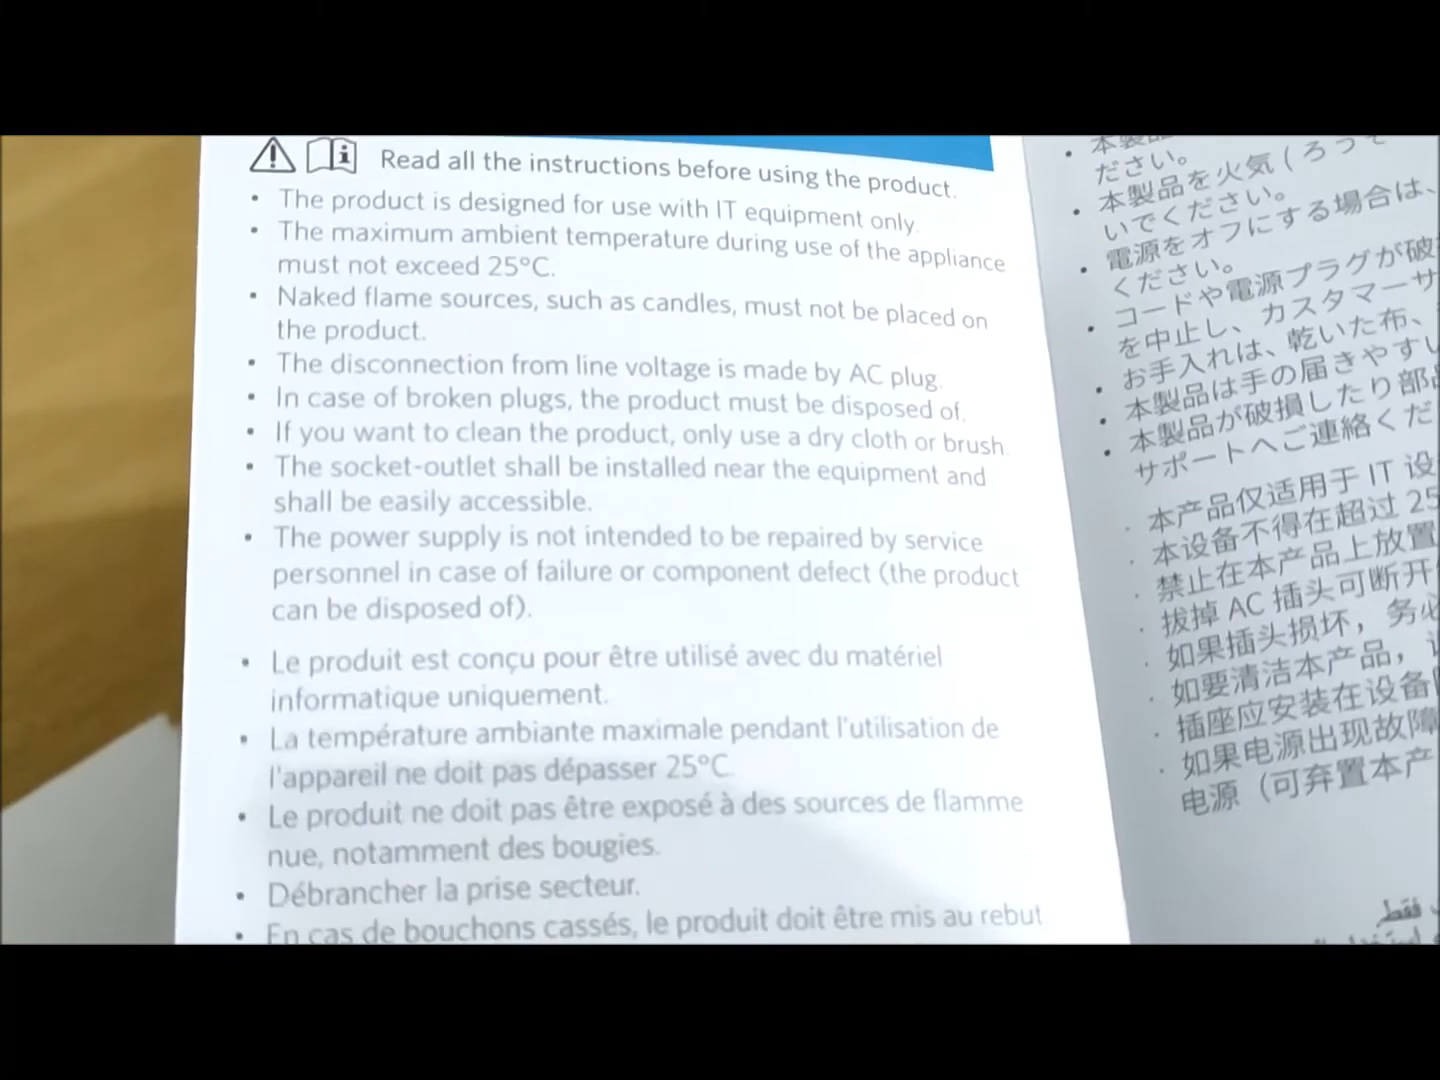 Read all the instructions before using the product.
• The product is designed for use with IT equipment only.
• The maximum ambient temperature during use of the appliance
must not exceed 25°C.
• Naked flame sources, such as candles, must not be placed on
the product.
• The disconnection from line voltage is made by AC plug.
• In case of broken plugs, the product must be disposed of.
• If you want to clean the product, only use a dry cloth or brush.
• The socket-outlet shall be installed near the equipment and
shall be easily accessible.
• The power supply is not intended to be repaired by service
personnel in case of failure or component defect (the product
can be disposed of).
• Le produit est conçu pour être utilisé avec du matériel
informatique uniquement.
• La température ambiante maximale pendant l'utilisation de
l'appareil ne doit pas dépasser 25°C.
• Le produit ne doit pas être exposé à des sources de flamme
nue, notamment des bougies.
• Débrancher la prise secteur.
• En cas de bouchons cassés, le produit doit être mis au rebut
• 本製品
ださい。
• 本製品を火気(ろうそ
いでください。
• 電源をオフにする場合は、
ください。
• コードや電源プラグが破
を中止し、カスタマーサ
• お手入れは、乾いた布、
• 本製品は手の届きやすい
• 本製品が破損したり部品
サポートへご連絡くだ
· 本产品仅适用于 IT 设
· 本设备不得在超过 25
· 禁止在本产品上放置
· 拔掉 AC 插头可断开
· 如果插头损坏，务必
· 如要清洁本产品，
· 插座应安装在设备
· 如果电源出现故障
电源（可弃置本产
فقط